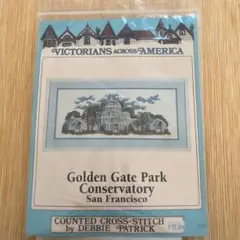 VICTORIANS ACROSS AMERICA
Golden Gate Park
Conservatory
San Francisco
COUNTED CROSS-STITCH
by DEBBIE PATRICK